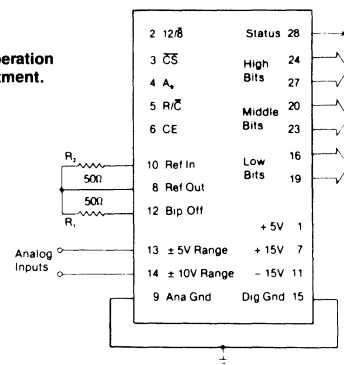 peration
tment.
2 12/8̅ Status 28
3 C̅S̅ High Bits 24
4 A₀ 27
5 R/C̅ Middle Bits 20
6 CE 23
R₂ 50Ω 10 Ref In Low Bits 16
8 Ref Out 19
50Ω R₁ 12 Bip Off
+5V 1
Analog Inputs 13 ±5V Range +15V 7
14 ±10V Range −15V 11
9 Ana Gnd Dig Gnd 15